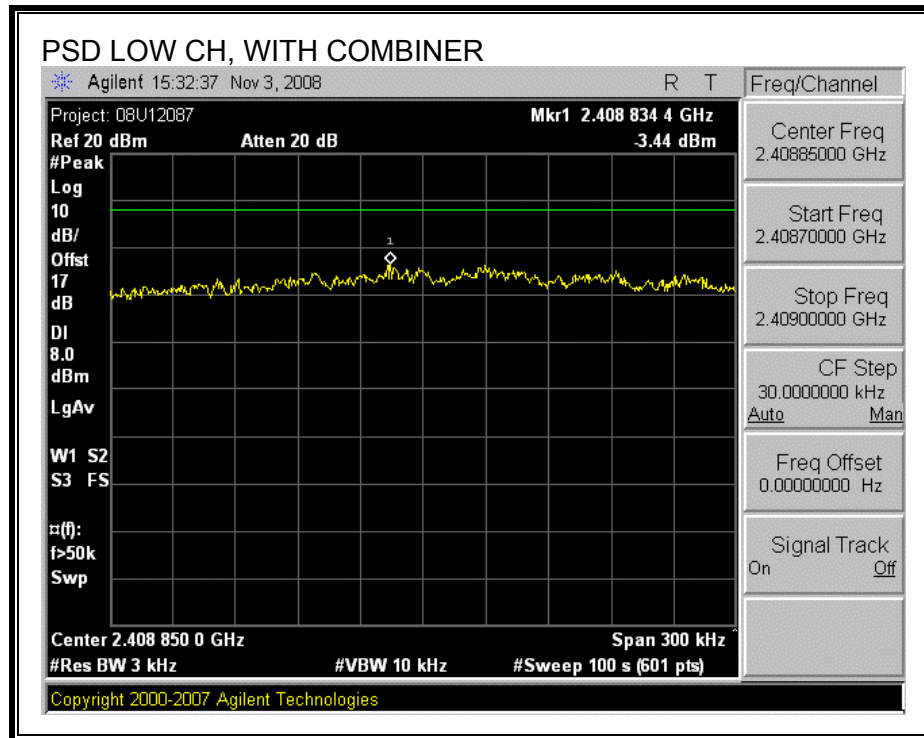 PSD LOW CH, WITH COMBINER
Agilent 15:32:37 Nov 3, 2008 R T
Project: 08U12087 Mkr1 2.408 834 4 GHz
Ref 20 dBm Atten 20 dB -3.44 dBm
#Peak
Log
10
dB/
Offst
17
dB
DI
8.0
dBm
LgAv
W1 S2
S3 FS
¤(f):
f>50k
Swp
1
Center 2.408 850 0 GHz Span 300 kHz
#Res BW 3 kHz #VBW 10 kHz #Sweep 100 s (601 pts)
Copyright 2000-2007 Agilent Technologies
Freq/Channel
Center Freq
2.40885000 GHz
Start Freq
2.40870000 GHz
Stop Freq
2.40900000 GHz
CF Step
30.0000000 kHz
Auto Man
Freq Offset
0.00000000 Hz
Signal Track
On Off